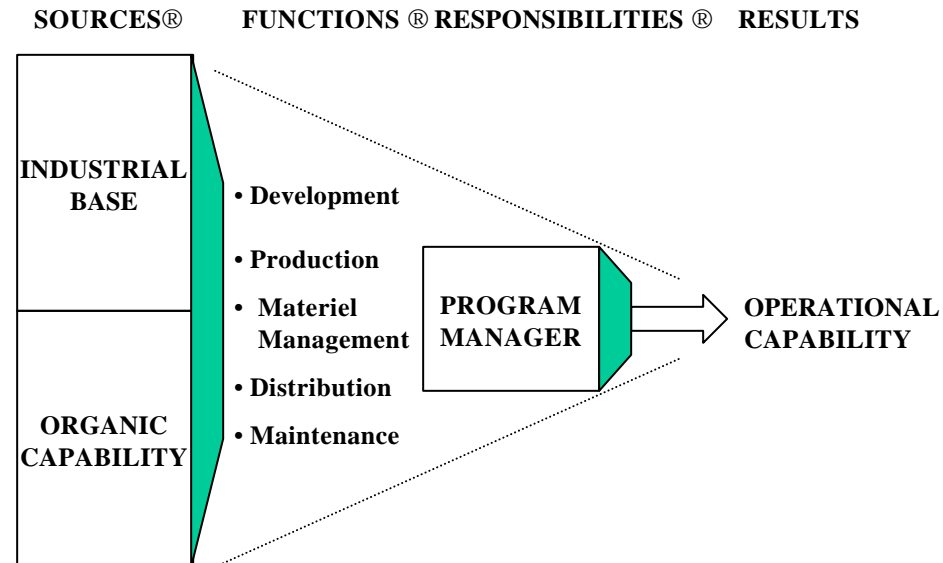 SOURCES® FUNCTIONS ® RESPONSIBILITIES ® RESULTS
INDUSTRIAL
BASE
ORGANIC
CAPABILITY
• Development
• Production
• Materiel
Management
• Distribution
• Maintenance
PROGRAM
MANAGER
OPERATIONAL
CAPABILITY